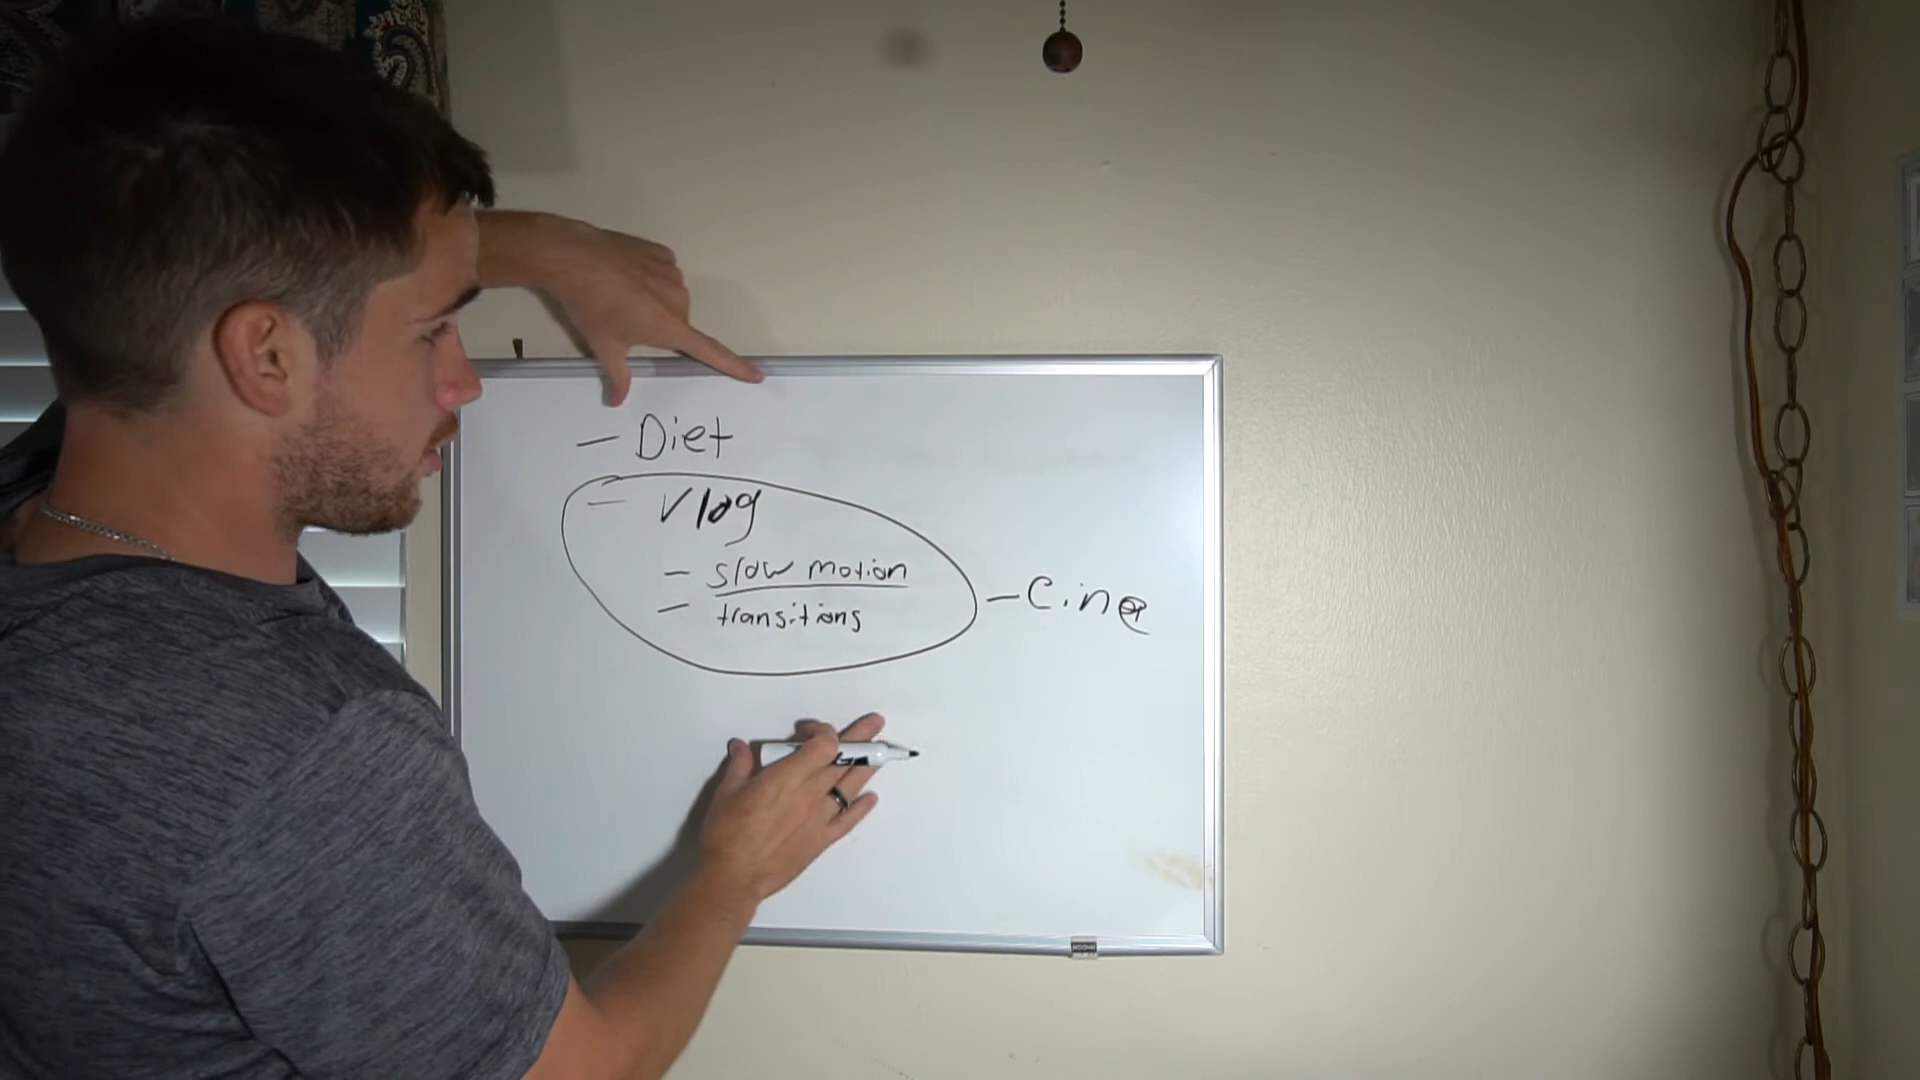 – Diet
– Vlog
– slow motion
– transitions
– Cine